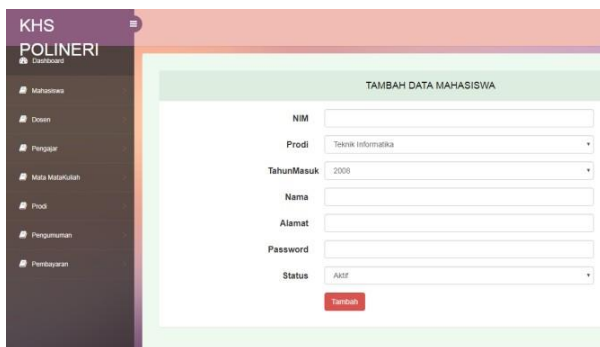 KHS
POLINERI
Dashboard
Mahasiswa
Dosen
Pengajar
Mata MataKuliah
Prodi
Pengumuman
Pembayaran
TAMBAH DATA MAHASISWA
NIM
Prodi Teknik Informatika
TahunMasuk 2008
Nama
Alamat
Password
Status Aktif
Tambah